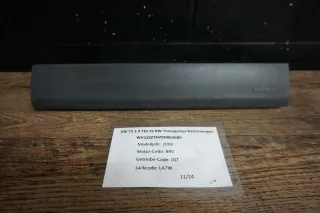 VW T5 1.9 TDI 75 KW Transporter Kastenwagen
Modelljahr: 2008
Motor-Code: BRS
Getriebe-Code: JQT
Lackcode: LA7W
11/24